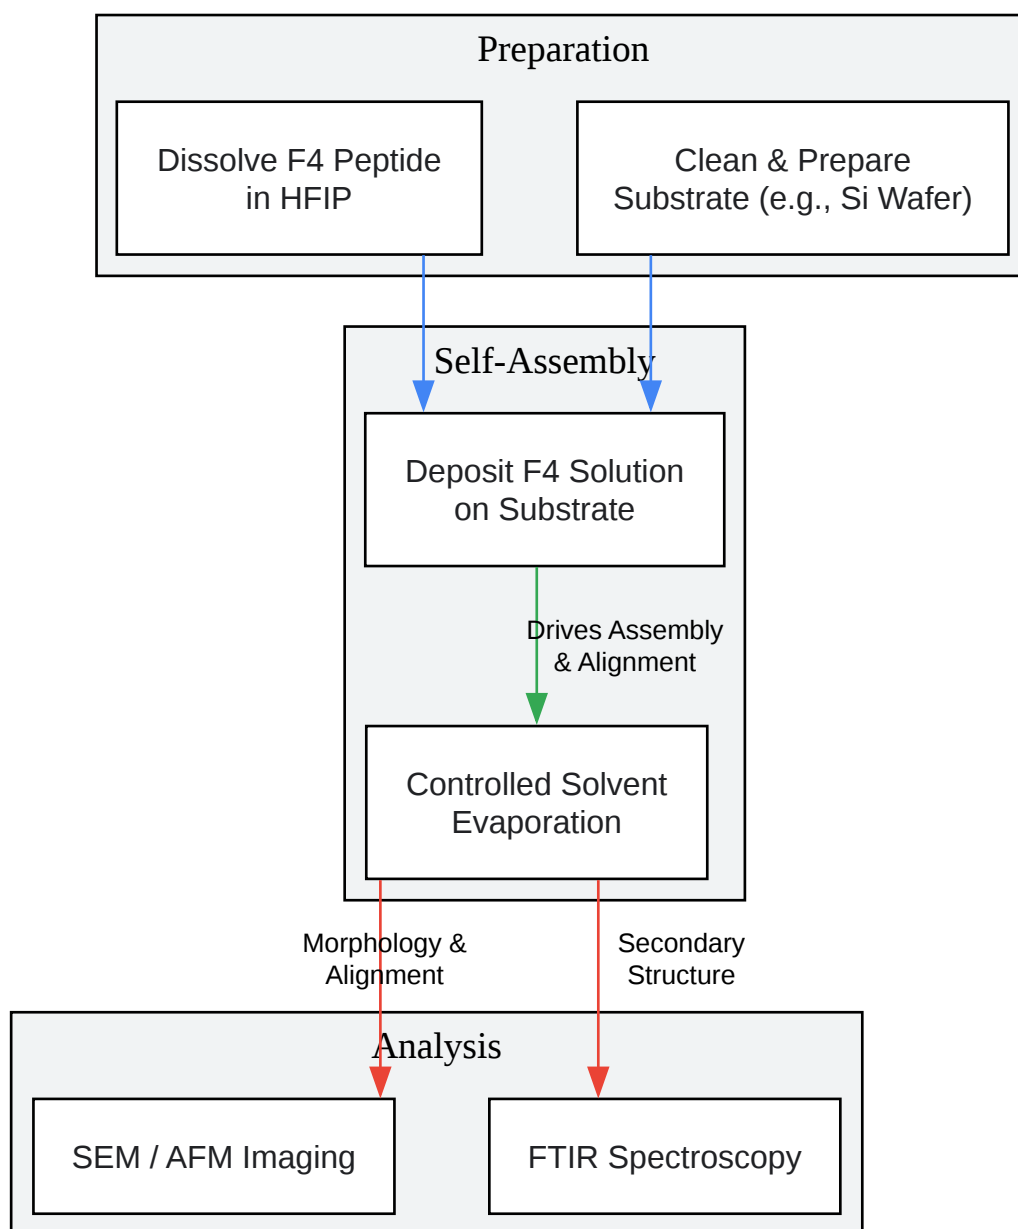 Preparation
Dissolve F4 Peptide
in HFIP
Clean & Prepare
Substrate (e.g., Si Wafer)
Self-Assembly
Deposit F4 Solution
on Substrate
Drives Assembly
& Alignment
Controlled Solvent
Evaporation
Morphology &
Alignment
Secondary
Structure
Analysis
SEM / AFM Imaging
FTIR Spectroscopy